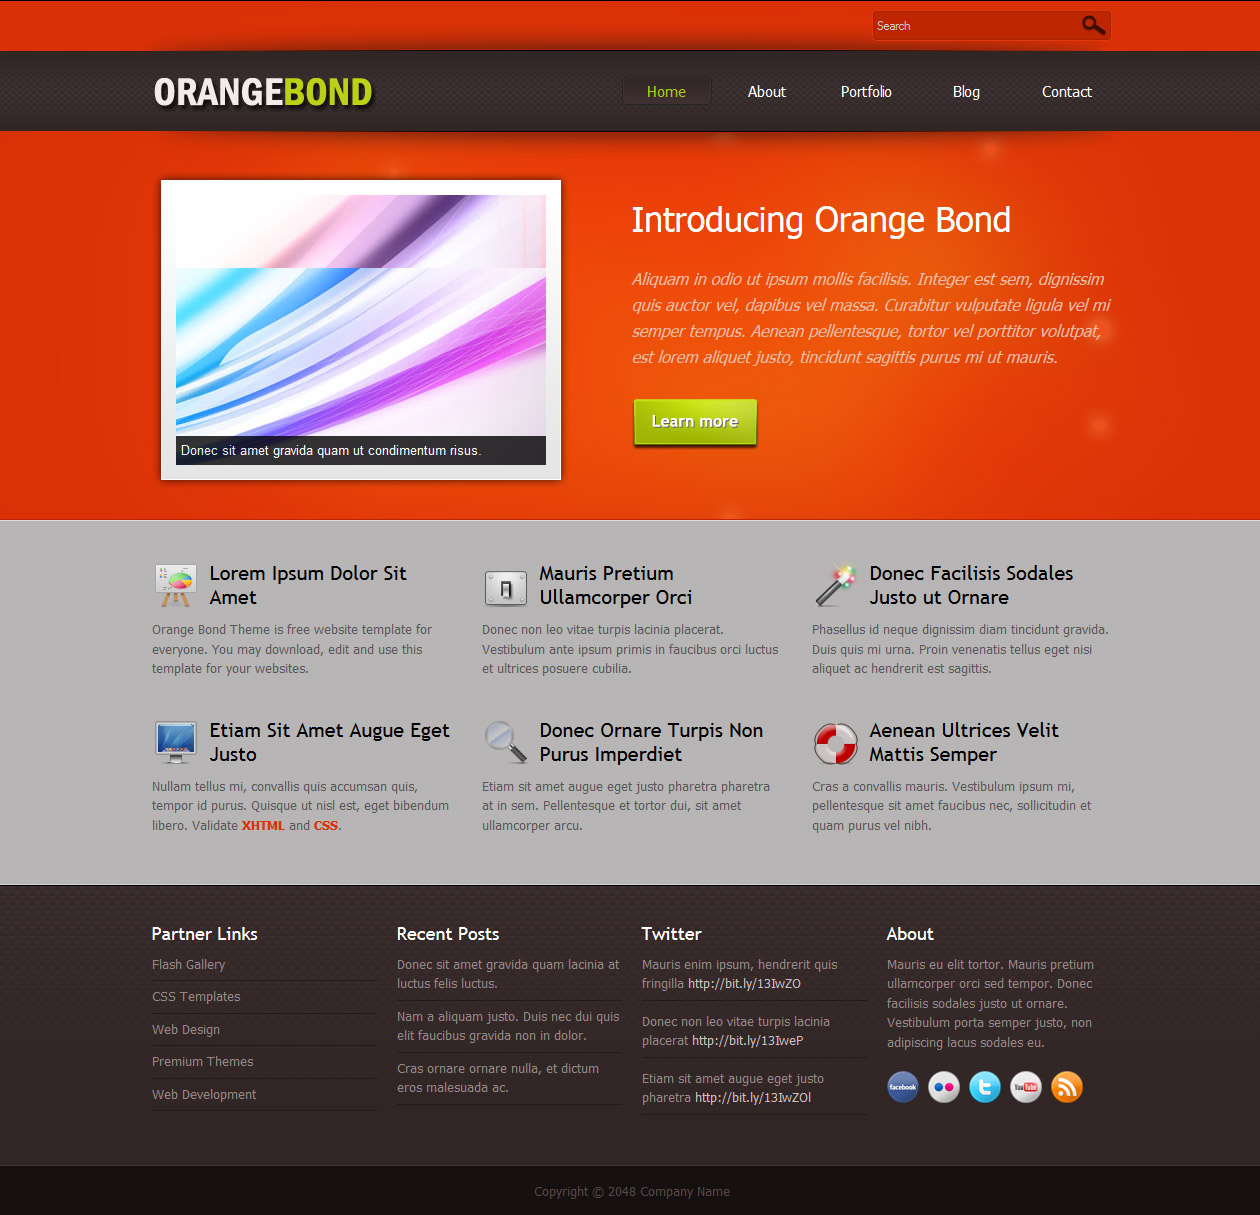 Search
ORANGEBOND
Home About Portfolio Blog Contact
Introducing Orange Bond
Aliquam in odio ut ipsum mollis facilisis. Integer est sem, dignissim
quis auctor vel, dapibus vel massa. Curabitur vulputate ligula vel mi
semper tempus. Aenean pellentesque, tortor vel porttitor volutpat,
est lorem aliquet justo, tincidunt sagittis purus mi ut mauris.
Learn more
Donec sit amet gravida quam ut condimentum risus.
Lorem Ipsum Dolor Sit
Amet
Orange Bond Theme is free website template for
everyone. You may download, edit and use this
template for your websites.
Mauris Pretium
Ullamcorper Orci
Donec non leo vitae turpis lacinia placerat.
Vestibulum ante ipsum primis in faucibus orci luctus
et ultrices posuere cubilia.
Donec Facilisis Sodales
Justo ut Ornare
Phasellus id neque dignissim diam tincidunt gravida.
Duis quis mi urna. Proin venenatis tellus eget nisi
aliquet ac hendrerit est sagittis.
Etiam Sit Amet Augue Eget
Justo
Nullam tellus mi, convallis quis accumsan quis,
tempor id purus. Quisque ut nisl est, eget bibendum
libero. Validate XHTML and CSS.
Donec Ornare Turpis Non
Purus Imperdiet
Etiam sit amet augue eget justo pharetra pharetra
at in sem. Pellentesque et tortor dui, sit amet
ullamcorper arcu.
Aenean Ultrices Velit
Mattis Semper
Cras a convallis mauris. Vestibulum ipsum mi,
pellentesque sit amet faucibus nec, sollicitudin et
quam purus vel nibh.
Partner Links
Flash Gallery
CSS Templates
Web Design
Premium Themes
Web Development
Recent Posts
Donec sit amet gravida quam lacinia at
luctus felis luctus.
Nam a aliquam justo. Duis nec dui quis
elit faucibus gravida non in dolor.
Cras ornare ornare nulla, et dictum
eros malesuada ac.
Twitter
Mauris enim ipsum, hendrerit quis
fringilla http://bit.ly/13IwZO
Donec non leo vitae turpis lacinia
placerat http://bit.ly/13IweP
Etiam sit amet augue eget justo
pharetra http://bit.ly/13IwZOl
About
Mauris eu elit tortor. Mauris pretium
ullamcorper orci sed tempor. Donec
facilisis sodales justo ut ornare.
Vestibulum porta semper justo, non
adipiscing lacus sodales eu.
facebook
You Tube
Copyright © 2048 Company Name